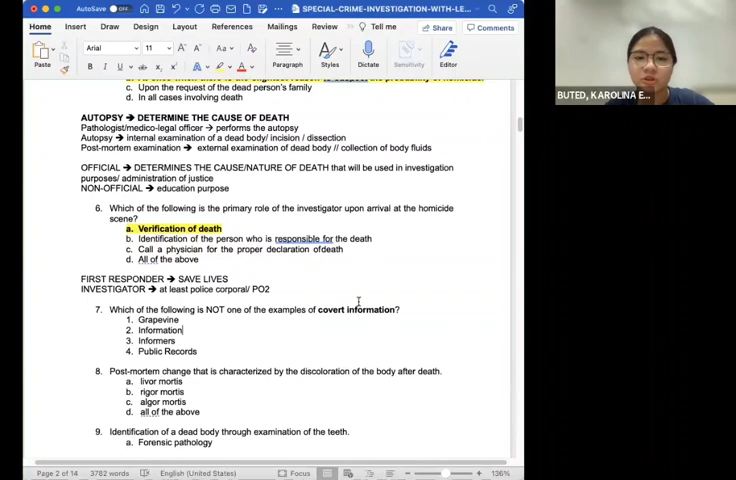 AutoSave OFF
SPECIAL-CRIME-INVESTIGATION-WITH-LE...
Home Insert Draw Design Layout References Mailings Review Tell me Share Comments
Paste Arial 11 Paragraph Styles Dictate Sensitivity Editor
c. Upon the request of the dead person's family
d. In all cases involving death
AUTOPSY → DETERMINE THE CAUSE OF DEATH
Pathologist/medico-legal officer → performs the autopsy
Autopsy → internal examination of a dead body/ incision / dissection
Post-mortem examination → external examination of dead body // collection of body fluids
OFFICIAL → DETERMINES THE CAUSE/NATURE OF DEATH that will be used in investigation
purposes/ administration of justice
NON-OFFICIAL → education purpose
6. Which of the following is the primary role of the investigator upon arrival at the homicide
scene?
a. Verification of death
b. Identification of the person who is responsible for the death
c. Call a physician for the proper declaration ofdeath
d. All of the above
FIRST RESPONDER → SAVE LIVES
INVESTIGATOR → at least police corporal/ PO2
7. Which of the following is NOT one of the examples of covert information?
1. Grapevine
2. Information
3. Informers
4. Public Records
8. Post-mortem change that is characterized by the discoloration of the body after death.
a. livor mortis
b. rigor mortis
c. algor mortis
d. all of the above
9. Identification of a dead body through examination of the teeth.
a. Forensic pathology
Page 2 of 14 3782 words English (United States) Focus 136%
BUTED, KAROLINA E...